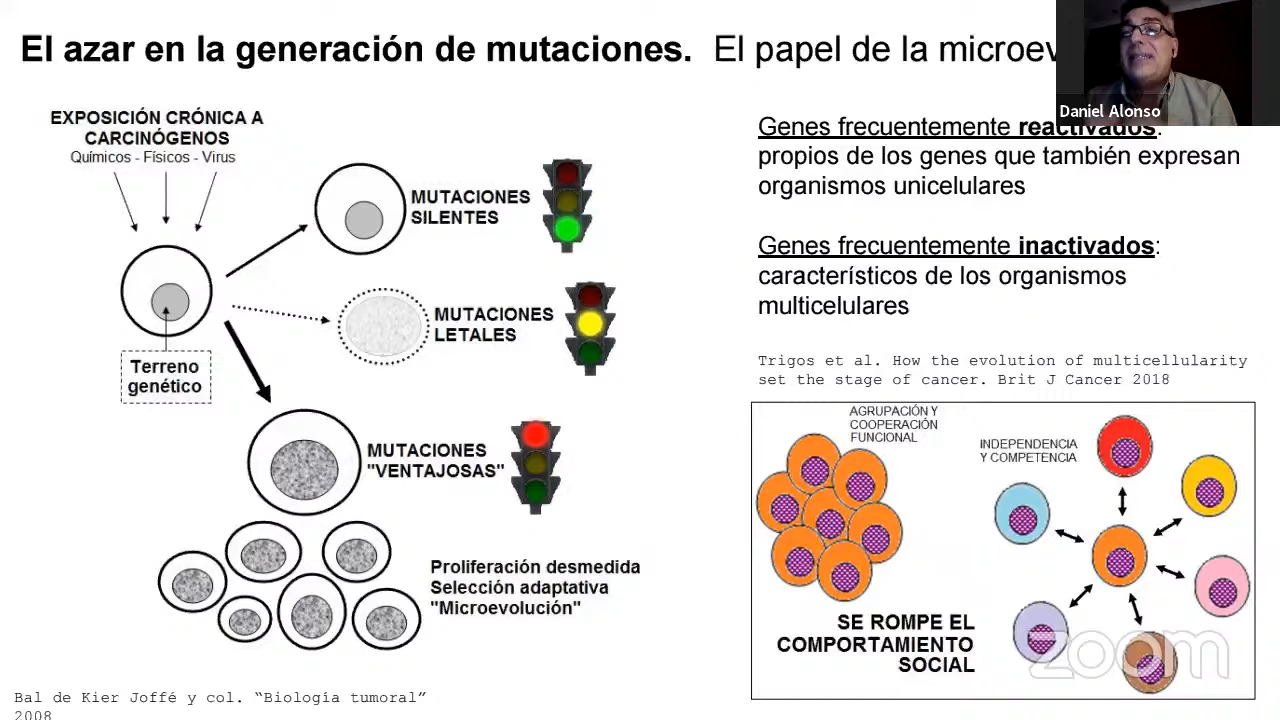 El azar en la generación de mutaciones. El papel de la microev
Daniel Alonso
EXPOSICIÓN CRÓNICA A
CARCINÓGENOS
Químicos - Físicos - Virus
MUTACIONES
SILENTES
MUTACIONES
LETALES
Terreno
genético
MUTACIONES
"VENTAJOSAS"
Proliferación desmedida
Selección adaptativa
"Microevolución"
Bal de Kier Joffé y col. “Biología tumoral”
2008
Genes frecuentemente reactivados:
propios de los genes que también expresan
organismos unicelulares
Genes frecuentemente inactivados:
característicos de los organismos
multicelulares
Trigos et al. How the evolution of multicellularity
set the stage of cancer. Brit J Cancer 2018
AGRUPACIÓN Y
COOPERACIÓN
FUNCIONAL
INDEPENDENCIA
Y COMPETENCIA
SE ROMPE EL
COMPORTAMIENTO
SOCIAL
zoom